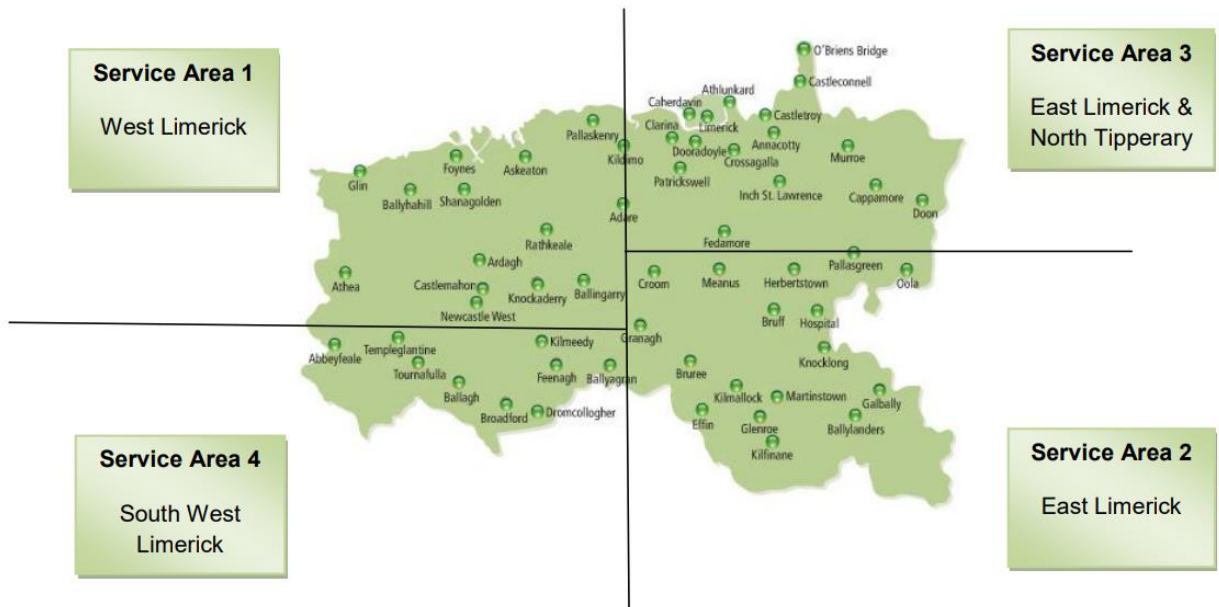 Service Area 1
West Limerick
Service Area 3
East Limerick &
North Tipperary
O'Briens Bridge
Castleconnell
Athlunkard
Caherdavin
Pallaskenry
Clarina
Limerick
Castletroy
Annacotty
Kildimo
Dooradoyle
Crossagalla
Murroe
Foynes
Askeaton
Patrickswell
Glin
Ballyhahill
Shanagolden
Inch St. Lawrence
Cappamore
Doon
Adare
Rathkeale
Fedamore
Ardagh
Pallasgreen
Athea
Castlemahon
Knockaderry
Ballingarry
Croom
Meanus
Herbertstown
Oola
Newcastle West
Bruff
Hospital
Granagh
Abbeyfeale
Templeglantine
Kilmeedy
Knocklong
Tournafulla
Feenagh
Ballyagran
Bruree
Ballagh
Kilmallock
Martinstown
Galbally
Broadford
Dromcollogher
Effin
Glenroe
Ballylanders
Kilfinane
Service Area 4
South West
Limerick
Service Area 2
East Limerick